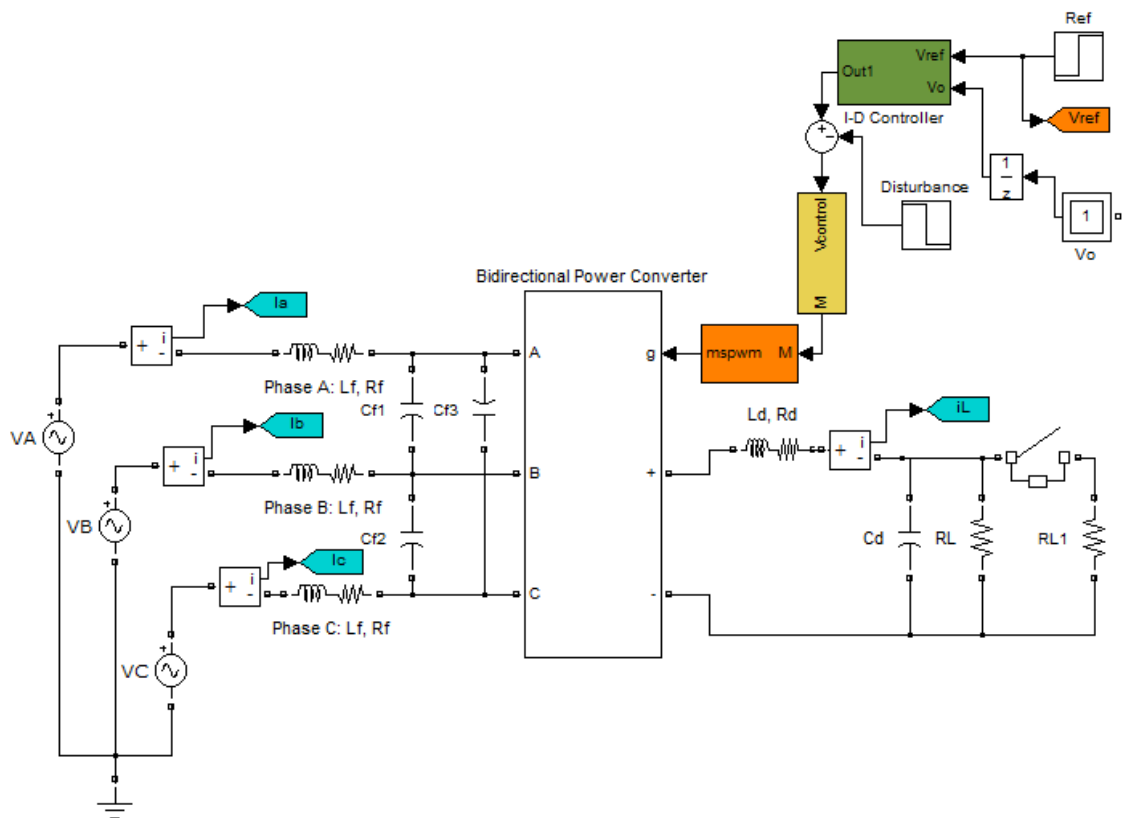 Ref
Vref
Out1
Vo
I-D Controller
Vref
+
−
1
z
1
Vo
Disturbance
Vcontrol
M
Bidirectional Power Converter
mspwm M
g
Ia
+ i
-
A
Phase A: Lf, Rf
Cf1
Cf3
+
VA
Ib
+ i
-
B
Phase B: Lf, Rf
+
VB
Cf2
Ic
+ i
-
C
Phase C: Lf, Rf
+
VC
Ld, Rd
iL
+ i
-
+
-
Cd
RL
RL1